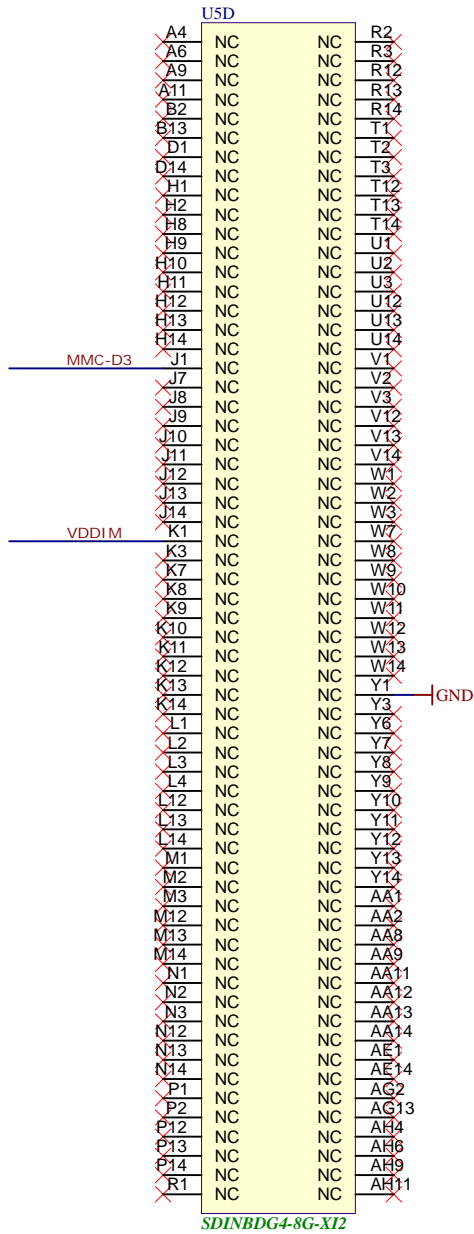 U5D
A4 NC NC R2
A6 NC NC R3
A9 NC NC R12
A11 NC NC R13
B2 NC NC R14
B13 NC NC T1
D1 NC NC T2
D14 NC NC T3
H1 NC NC T12
H2 NC NC T13
H8 NC NC T14
H9 NC NC U1
H10 NC NC U2
H11 NC NC U3
H12 NC NC U12
H13 NC NC U13
H14 NC NC U14
MMC-D3 J1 NC NC V1
J7 NC NC V2
J8 NC NC V3
J9 NC NC V12
J10 NC NC V13
J11 NC NC V14
J12 NC NC W1
J13 NC NC W2
J14 NC NC W3
VDDIM K1 NC NC W7
K3 NC NC W8
K7 NC NC W9
K8 NC NC W10
K9 NC NC W11
K10 NC NC W12
K11 NC NC W13
K12 NC NC W14
K13 NC NC Y1 GND
K14 NC NC Y3
L1 NC NC Y6
L2 NC NC Y7
L3 NC NC Y8
L4 NC NC Y9
L12 NC NC Y10
L13 NC NC Y11
L14 NC NC Y12
M1 NC NC Y13
M2 NC NC Y14
M3 NC NC AA1
M12 NC NC AA2
M13 NC NC AA8
M14 NC NC AA9
N1 NC NC AA11
N2 NC NC AA12
N3 NC NC AA13
N12 NC NC AA14
N13 NC NC AE1
N14 NC NC AE14
P1 NC NC AG2
P2 NC NC AG13
P12 NC NC AH4
P13 NC NC AH6
P14 NC NC AH9
R1 NC NC AH11
SDINBDG4-8G-XI2